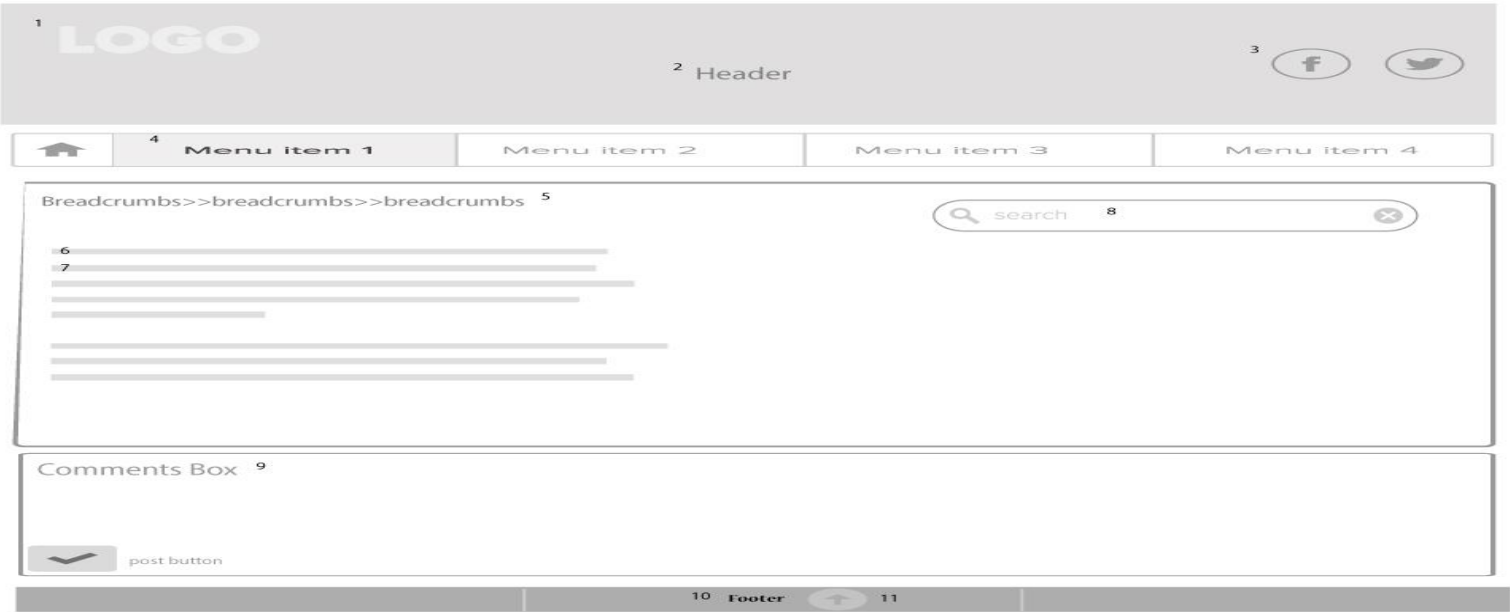 1 LOGO
2 Header
3 f
4 Menu item 1 Menu item 2 Menu item 3 Menu item 4
Breadcrumbs>>breadcrumbs>>breadcrumbs 5
search 8
6
7
Comments Box 9
post button
10 Footer 11